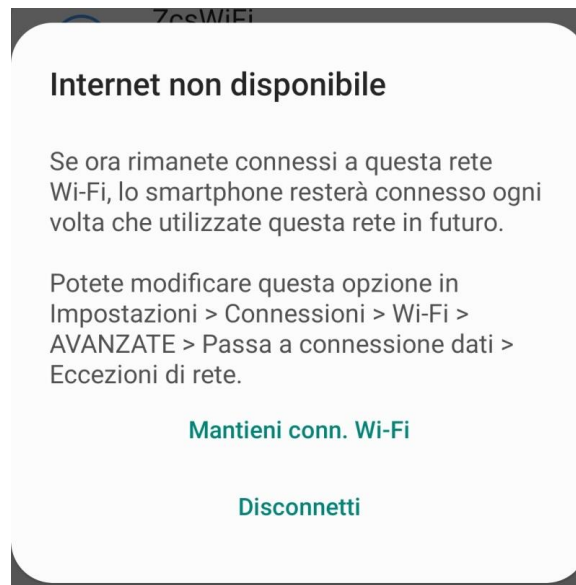 ZcsWiFi
Internet non disponibile
Se ora rimanete connessi a questa rete
Wi-Fi, lo smartphone resterà connesso ogni
volta che utilizzate questa rete in futuro.
Potete modificare questa opzione in
Impostazioni > Connessioni > Wi-Fi >
AVANZATE > Passa a connessione dati >
Eccezioni di rete.
Mantieni conn. Wi-Fi
Disconnetti